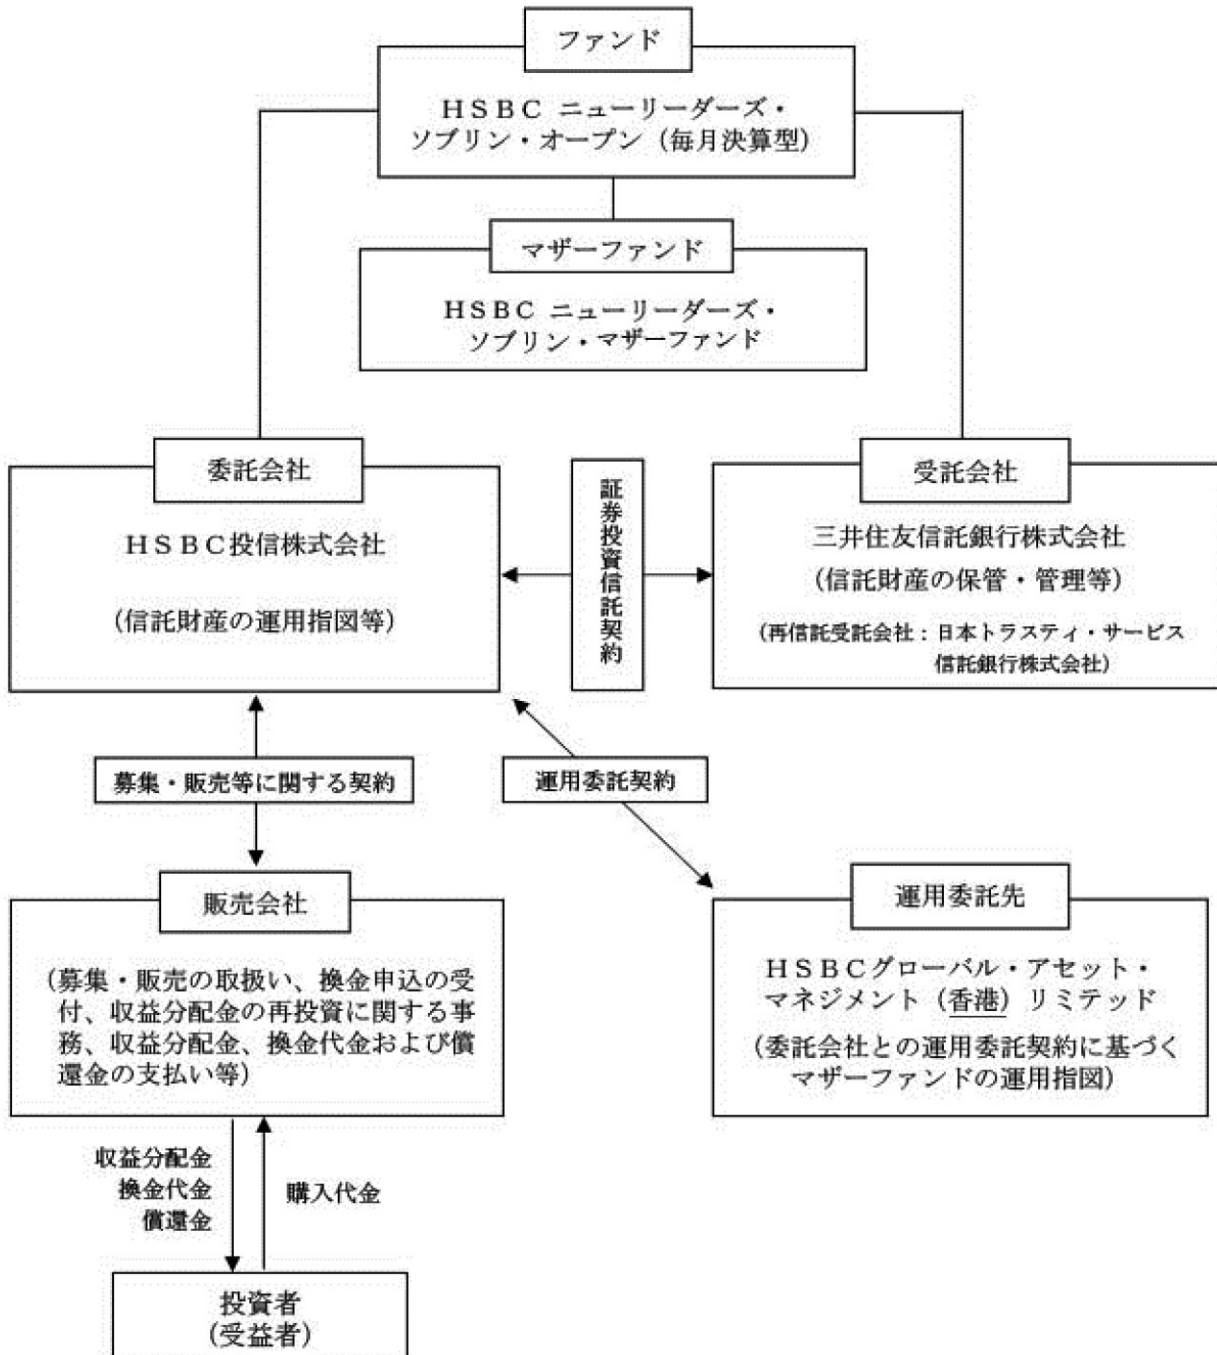 ファンド
HSBC ニューリーダーズ・
ソブリン・オープン（毎月決算型）
マザーファンド
HSBC ニューリーダーズ・
ソブリン・マザーファンド
委託会社
HSBC投信株式会社
（信託財産の運用指図等）
証券投資信託契約
受託会社
三井住友信託銀行株式会社
（信託財産の保管・管理等）
（再信託受託会社：日本トラスティ・サービス
信託銀行株式会社）
募集・販売等に関する契約
運用委託契約
販売会社
（募集・販売の取扱い、換金申込の受
付、収益分配金の再投資に関する事
務、収益分配金、換金代金および償
還金の支払い等）
運用委託先
HSBCグローバル・アセット・
マネジメント（香港）リミテッド
（委託会社との運用委託契約に基づく
マザーファンドの運用指図）
収益分配金
換金代金
償還金
購入代金
投資者
（受益者）